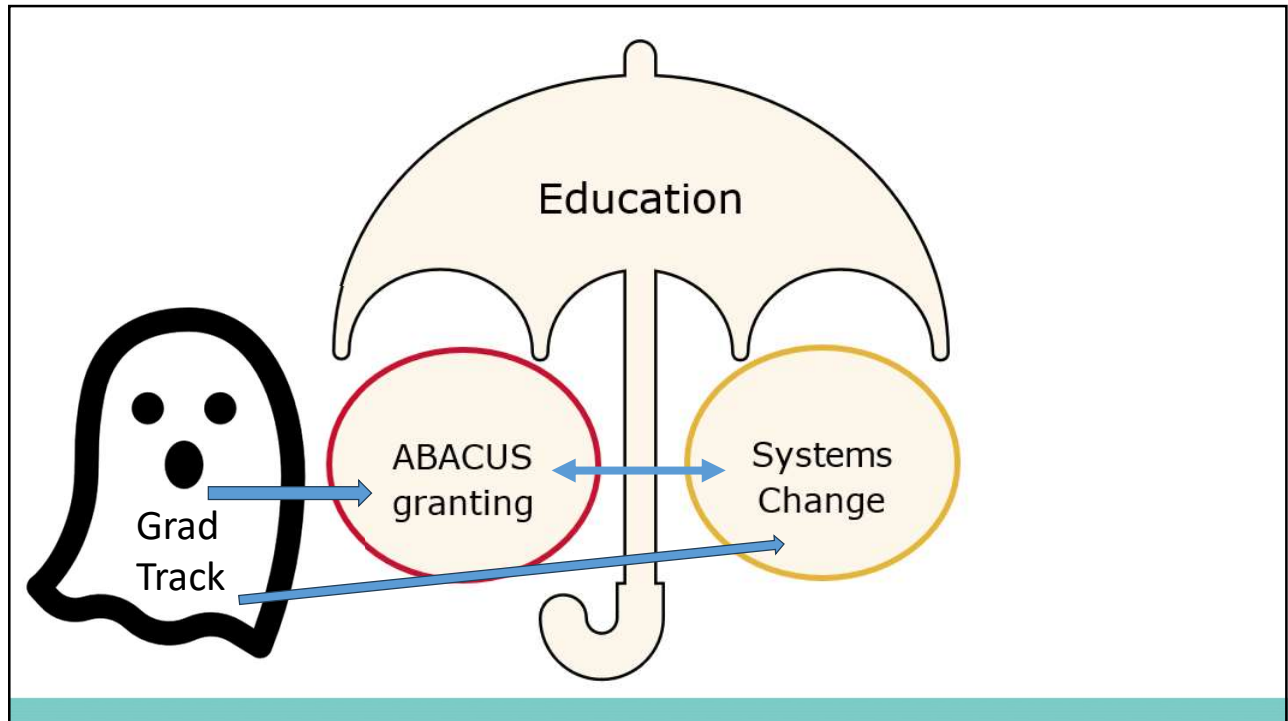 Education
ABACUS
granting
Systems
Change
Grad
Track